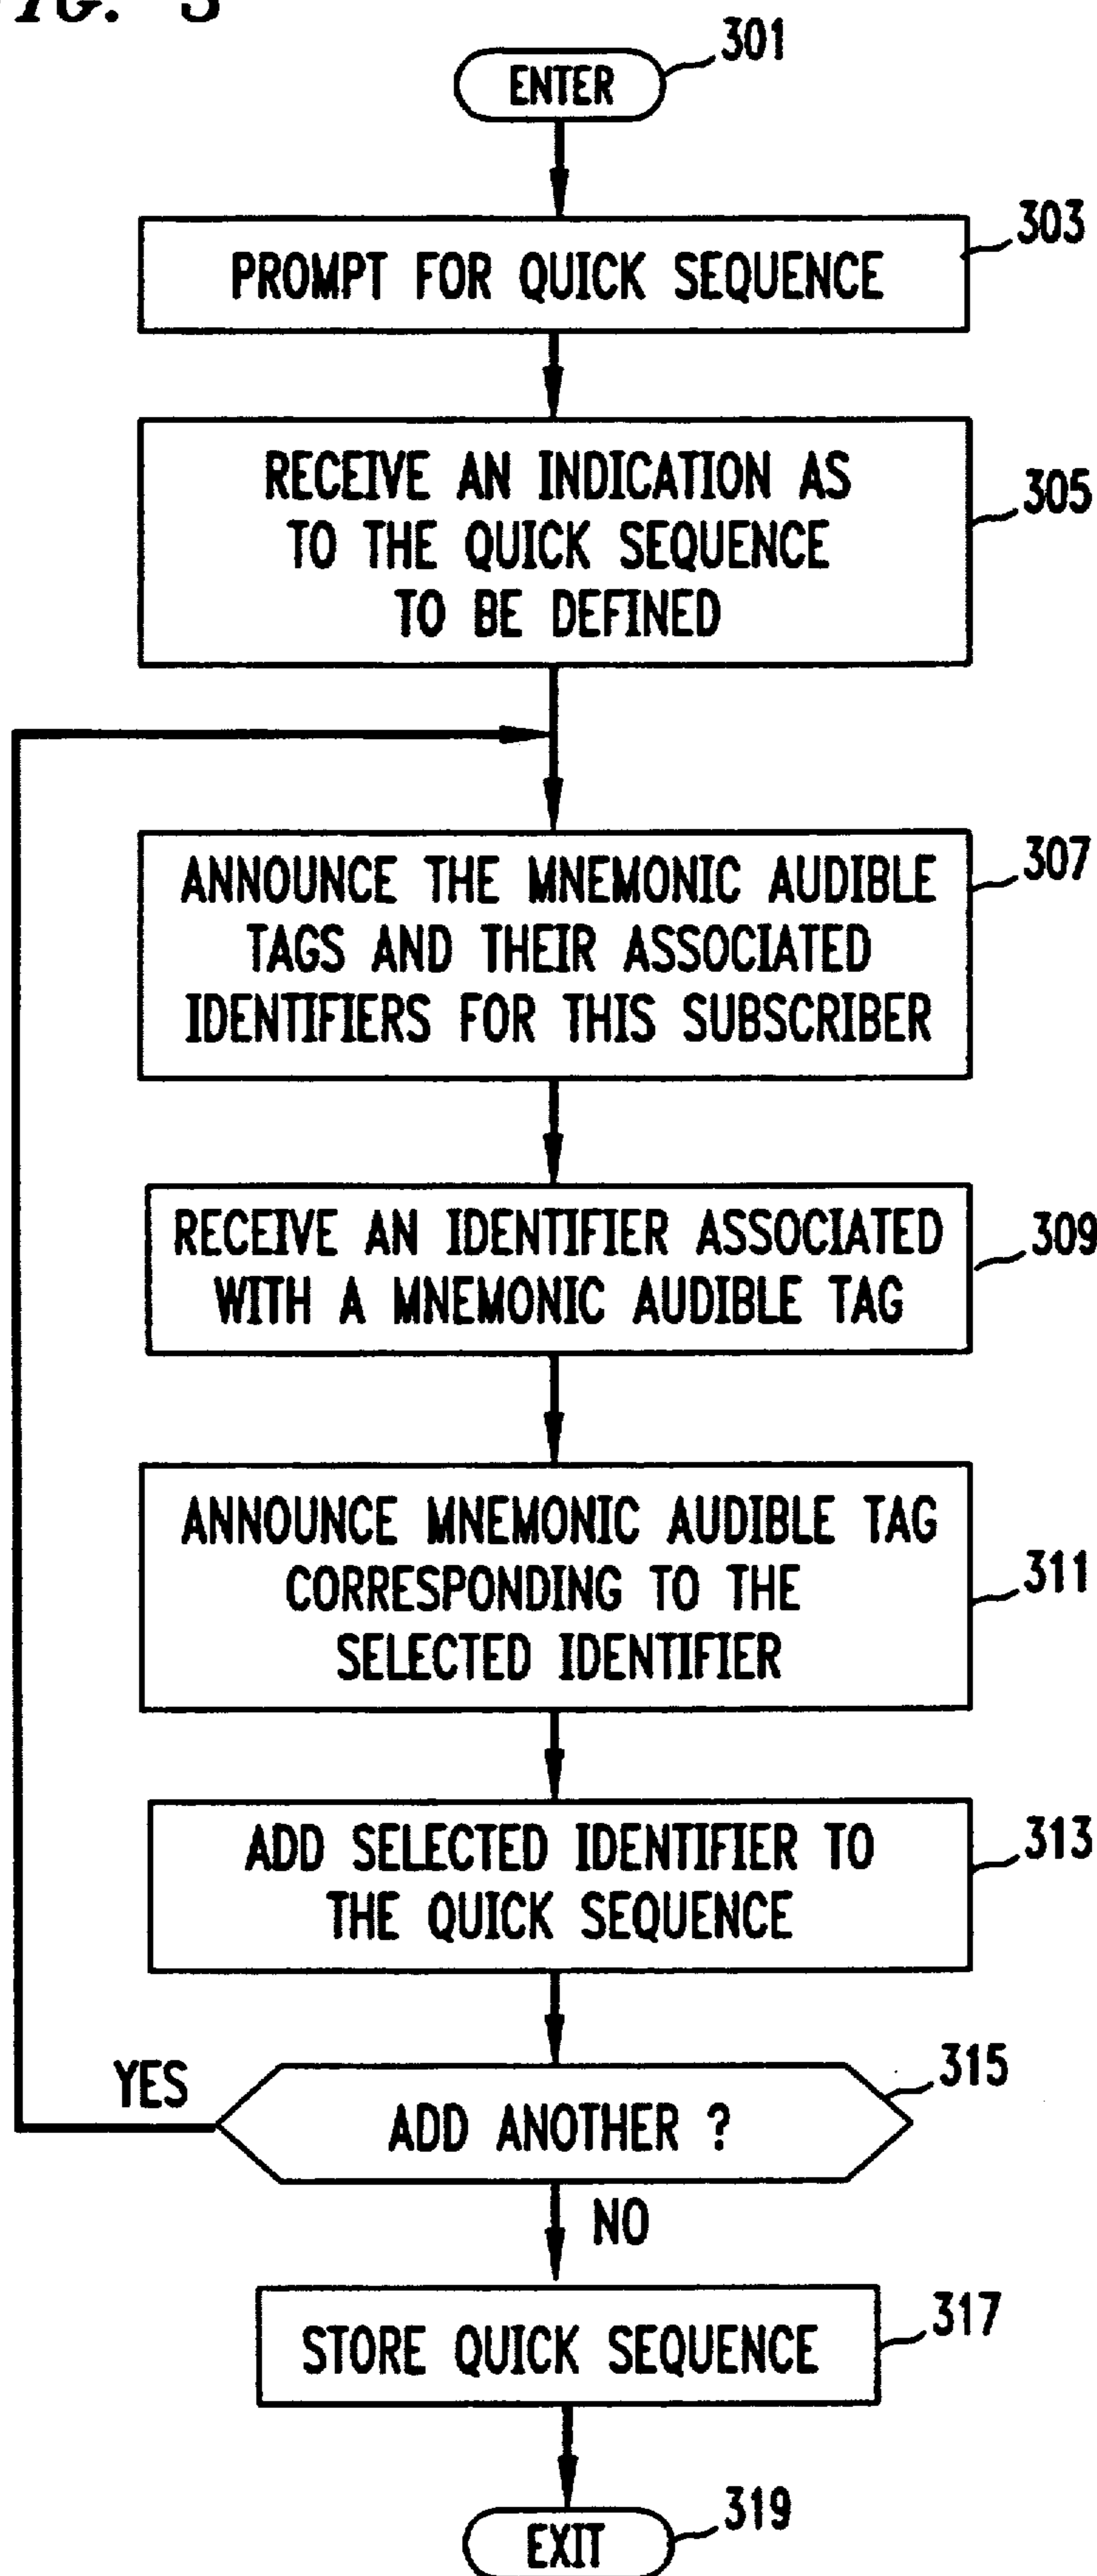 FIG. 3
ENTER
301
PROMPT FOR QUICK SEQUENCE
303
RECEIVE AN INDICATION AS
TO THE QUICK SEQUENCE
TO BE DEFINED
305
ANNOUNCE THE MNEMONIC AUDIBLE
TAGS AND THEIR ASSOCIATED
IDENTIFIERS FOR THIS SUBSCRIBER
307
RECEIVE AN IDENTIFIER ASSOCIATED
WITH A MNEMONIC AUDIBLE TAG
309
ANNOUNCE MNEMONIC AUDIBLE TAG
CORRESPONDING TO THE
SELECTED IDENTIFIER
311
ADD SELECTED IDENTIFIER TO
THE QUICK SEQUENCE
313
YES
ADD ANOTHER ?
315
NO
STORE QUICK SEQUENCE
317
EXIT
319